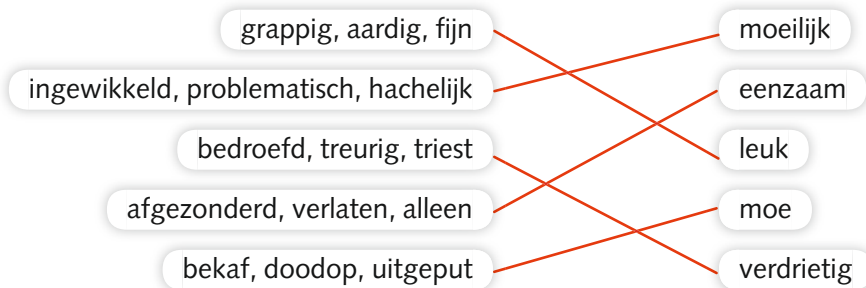 grappig, aardig, fijn
moeilijk
ingewikkeld, problematisch, hachelijk
eenzaam
bedroefd, treurig, triest
leuk
afgezonderd, verlaten, alleen
moe
bekaf, doodop, uitgeput
verdrietig